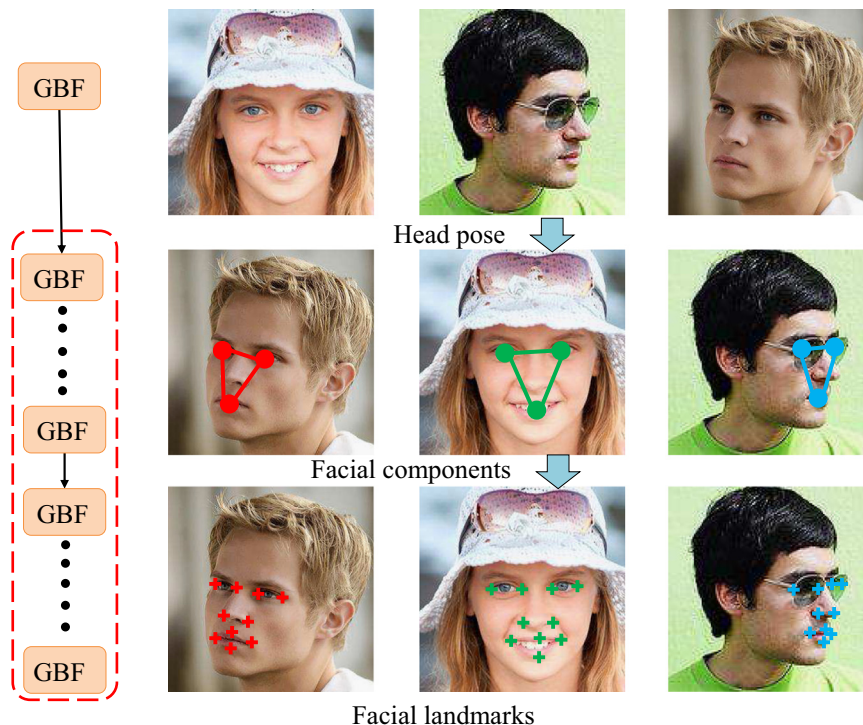 GBF
Head pose
GBF
GBF
Facial components
GBF
GBF
Facial landmarks